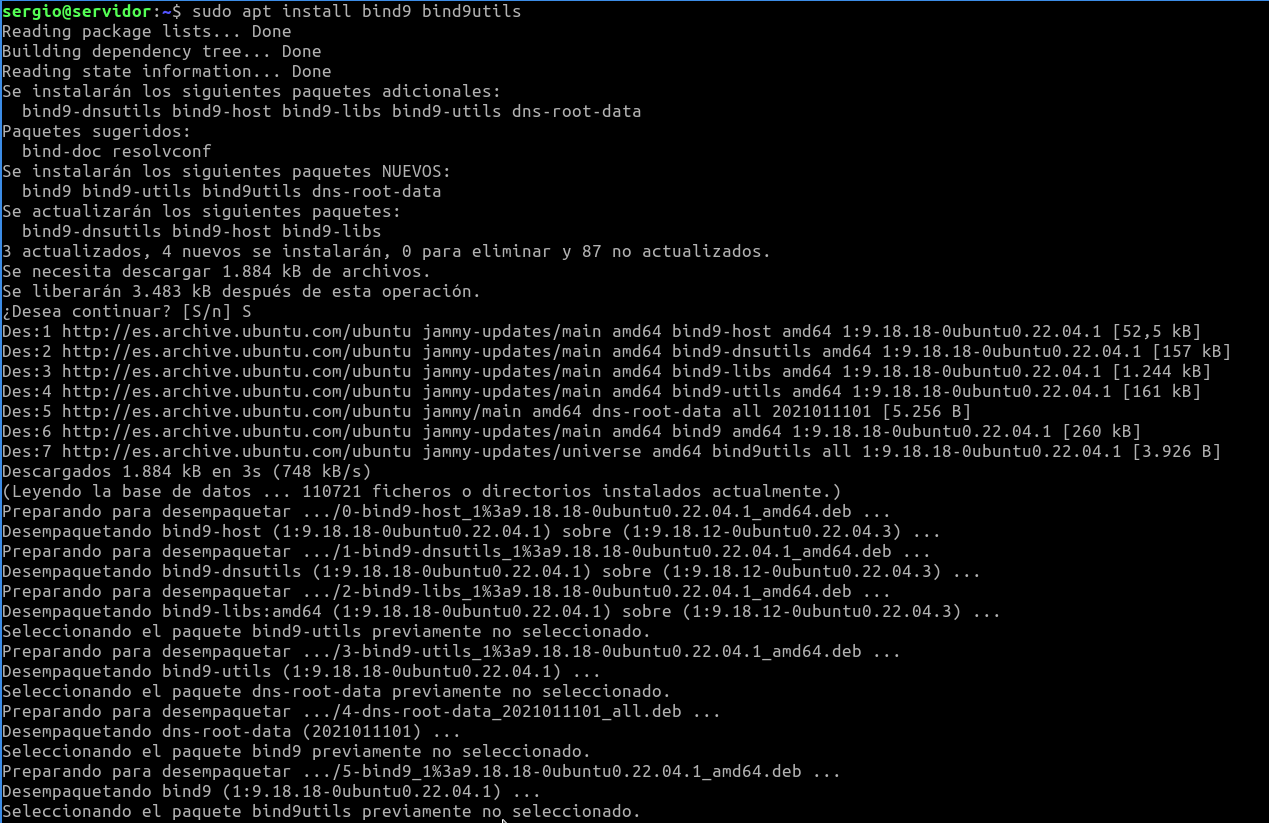 sergio@servidor:~$ sudo apt install bind9 bind9utils
Reading package lists... Done
Building dependency tree... Done
Reading state information... Done
Se instalarán los siguientes paquetes adicionales:
  bind9-dnsutils bind9-host bind9-libs bind9-utils dns-root-data
Paquetes sugeridos:
  bind-doc resolvconf
Se instalarán los siguientes paquetes NUEVOS:
  bind9 bind9-utils bind9utils dns-root-data
Se actualizarán los siguientes paquetes:
  bind9-dnsutils bind9-host bind9-libs
3 actualizados, 4 nuevos se instalarán, 0 para eliminar y 87 no actualizados.
Se necesita descargar 1.884 kB de archivos.
Se liberarán 3.483 kB después de esta operación.
¿Desea continuar? [S/n] S
Des:1 http://es.archive.ubuntu.com/ubuntu jammy-updates/main amd64 bind9-host amd64 1:9.18.18-0ubuntu0.22.04.1 [52,5 kB]
Des:2 http://es.archive.ubuntu.com/ubuntu jammy-updates/main amd64 bind9-dnsutils amd64 1:9.18.18-0ubuntu0.22.04.1 [157 kB]
Des:3 http://es.archive.ubuntu.com/ubuntu jammy-updates/main amd64 bind9-libs amd64 1:9.18.18-0ubuntu0.22.04.1 [1.244 kB]
Des:4 http://es.archive.ubuntu.com/ubuntu jammy-updates/main amd64 bind9-utils amd64 1:9.18.18-0ubuntu0.22.04.1 [161 kB]
Des:5 http://es.archive.ubuntu.com/ubuntu jammy/main amd64 dns-root-data all 2021011101 [5.256 B]
Des:6 http://es.archive.ubuntu.com/ubuntu jammy-updates/main amd64 bind9 amd64 1:9.18.18-0ubuntu0.22.04.1 [260 kB]
Des:7 http://es.archive.ubuntu.com/ubuntu jammy-updates/universe amd64 bind9utils all 1:9.18.18-0ubuntu0.22.04.1 [3.926 B]
Descargados 1.884 kB en 3s (748 kB/s)
(Leyendo la base de datos ... 110721 ficheros o directorios instalados actualmente.)
Preparando para desempaquetar .../0-bind9-host_1%3a9.18.18-0ubuntu0.22.04.1_amd64.deb ...
Desempaquetando bind9-host (1:9.18.18-0ubuntu0.22.04.1) sobre (1:9.18.12-0ubuntu0.22.04.3) ...
Preparando para desempaquetar .../1-bind9-dnsutils_1%3a9.18.18-0ubuntu0.22.04.1_amd64.deb ...
Desempaquetando bind9-dnsutils (1:9.18.18-0ubuntu0.22.04.1) sobre (1:9.18.12-0ubuntu0.22.04.3) ...
Preparando para desempaquetar .../2-bind9-libs_1%3a9.18.18-0ubuntu0.22.04.1_amd64.deb ...
Desempaquetando bind9-libs:amd64 (1:9.18.18-0ubuntu0.22.04.1) sobre (1:9.18.12-0ubuntu0.22.04.3) ...
Seleccionando el paquete bind9-utils previamente no seleccionado.
Preparando para desempaquetar .../3-bind9-utils_1%3a9.18.18-0ubuntu0.22.04.1_amd64.deb ...
Desempaquetando bind9-utils (1:9.18.18-0ubuntu0.22.04.1) ...
Seleccionando el paquete dns-root-data previamente no seleccionado.
Preparando para desempaquetar .../4-dns-root-data_2021011101_all.deb ...
Desempaquetando dns-root-data (2021011101) ...
Seleccionando el paquete bind9 previamente no seleccionado.
Preparando para desempaquetar .../5-bind9_1%3a9.18.18-0ubuntu0.22.04.1_amd64.deb ...
Desempaquetando bind9 (1:9.18.18-0ubuntu0.22.04.1) ...
Seleccionando el paquete bind9utils previamente no seleccionado.